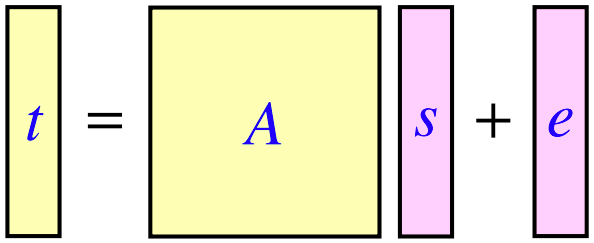 t = A s + e